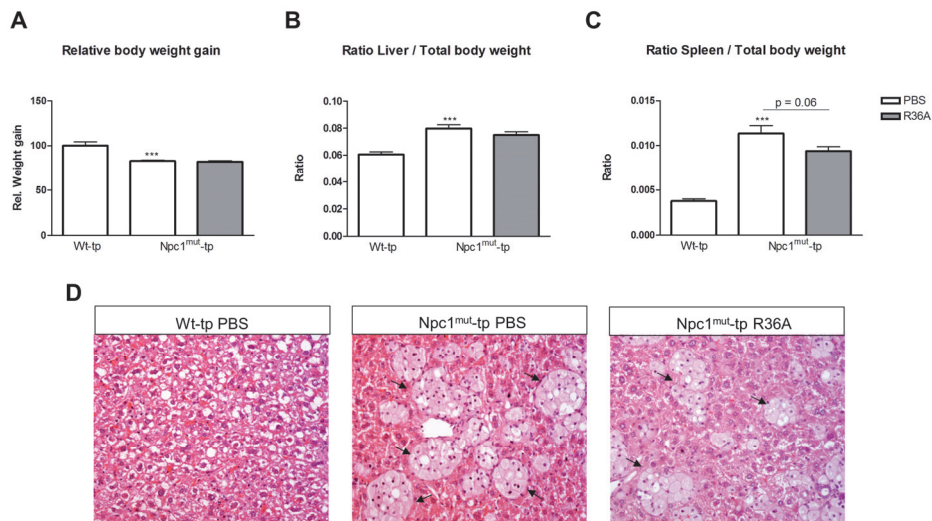 A
Relative body weight gain
Rel. Weight gain
150
100
50
0
Wt-tp
***
Npc1mut-tp
B
Ratio Liver / Total body weight
Ratio
0.10
0.08
0.06
0.04
0.02
0.00
Wt-tp
***
Npc1mut-tp
C
Ratio Spleen / Total body weight
Ratio
0.015
0.010
0.005
0.000
Wt-tp
***
p = 0.06
Npc1mut-tp
PBS
R36A
D
Wt-tp PBS
Npc1mut-tp PBS
Npc1mut-tp R36A